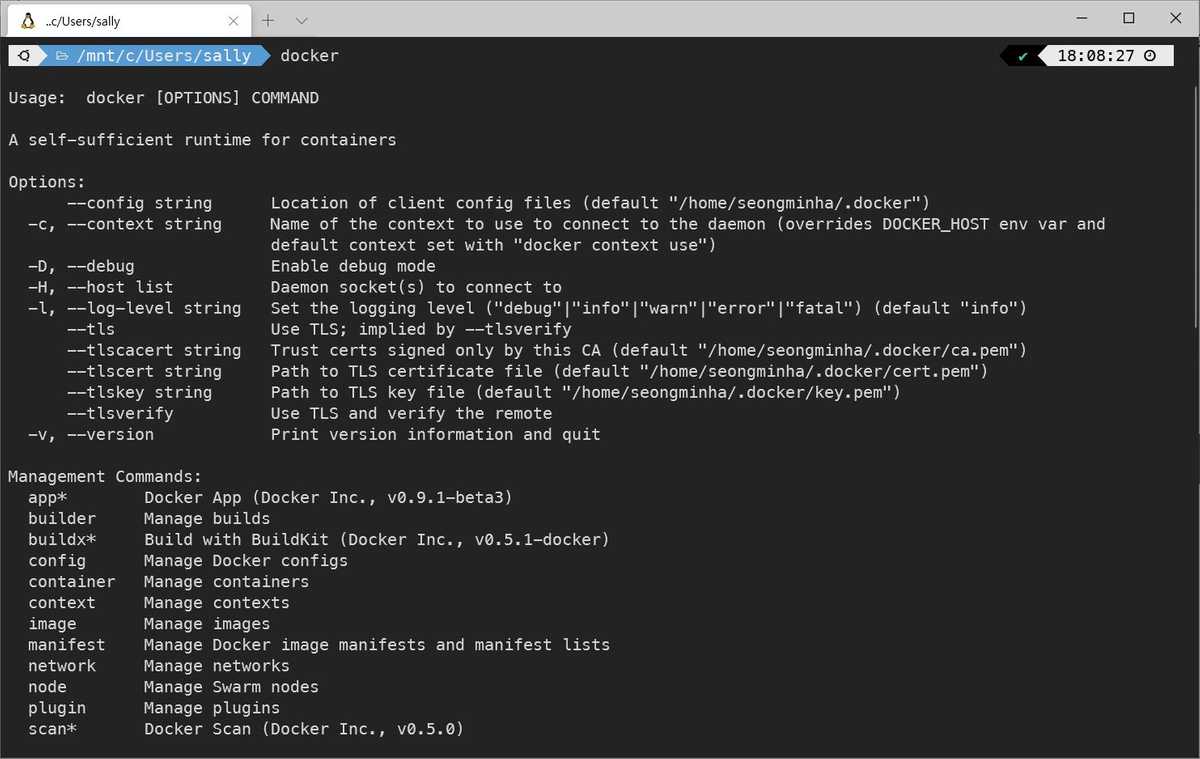 ..c/Users/sally
/mnt/c/Users/sally docker 18:08:27
Usage:  docker [OPTIONS] COMMAND
A self-sufficient runtime for containers
Options:
      --config string      Location of client config files (default "/home/seongminha/.docker")
  -c, --context string     Name of the context to use to connect to the daemon (overrides DOCKER_HOST env var and
                           default context set with "docker context use")
  -D, --debug              Enable debug mode
  -H, --host list          Daemon socket(s) to connect to
  -l, --log-level string   Set the logging level ("debug"|"info"|"warn"|"error"|"fatal") (default "info")
      --tls                Use TLS; implied by --tlsverify
      --tlscacert string   Trust certs signed only by this CA (default "/home/seongminha/.docker/ca.pem")
      --tlscert string     Path to TLS certificate file (default "/home/seongminha/.docker/cert.pem")
      --tlskey string      Path to TLS key file (default "/home/seongminha/.docker/key.pem")
      --tlsverify          Use TLS and verify the remote
  -v, --version            Print version information and quit
Management Commands:
  app*        Docker App (Docker Inc., v0.9.1-beta3)
  builder     Manage builds
  buildx*     Build with BuildKit (Docker Inc., v0.5.1-docker)
  config      Manage Docker configs
  container   Manage containers
  context     Manage contexts
  image       Manage images
  manifest    Manage Docker image manifests and manifest lists
  network     Manage networks
  node        Manage Swarm nodes
  plugin      Manage plugins
  scan*       Docker Scan (Docker Inc., v0.5.0)